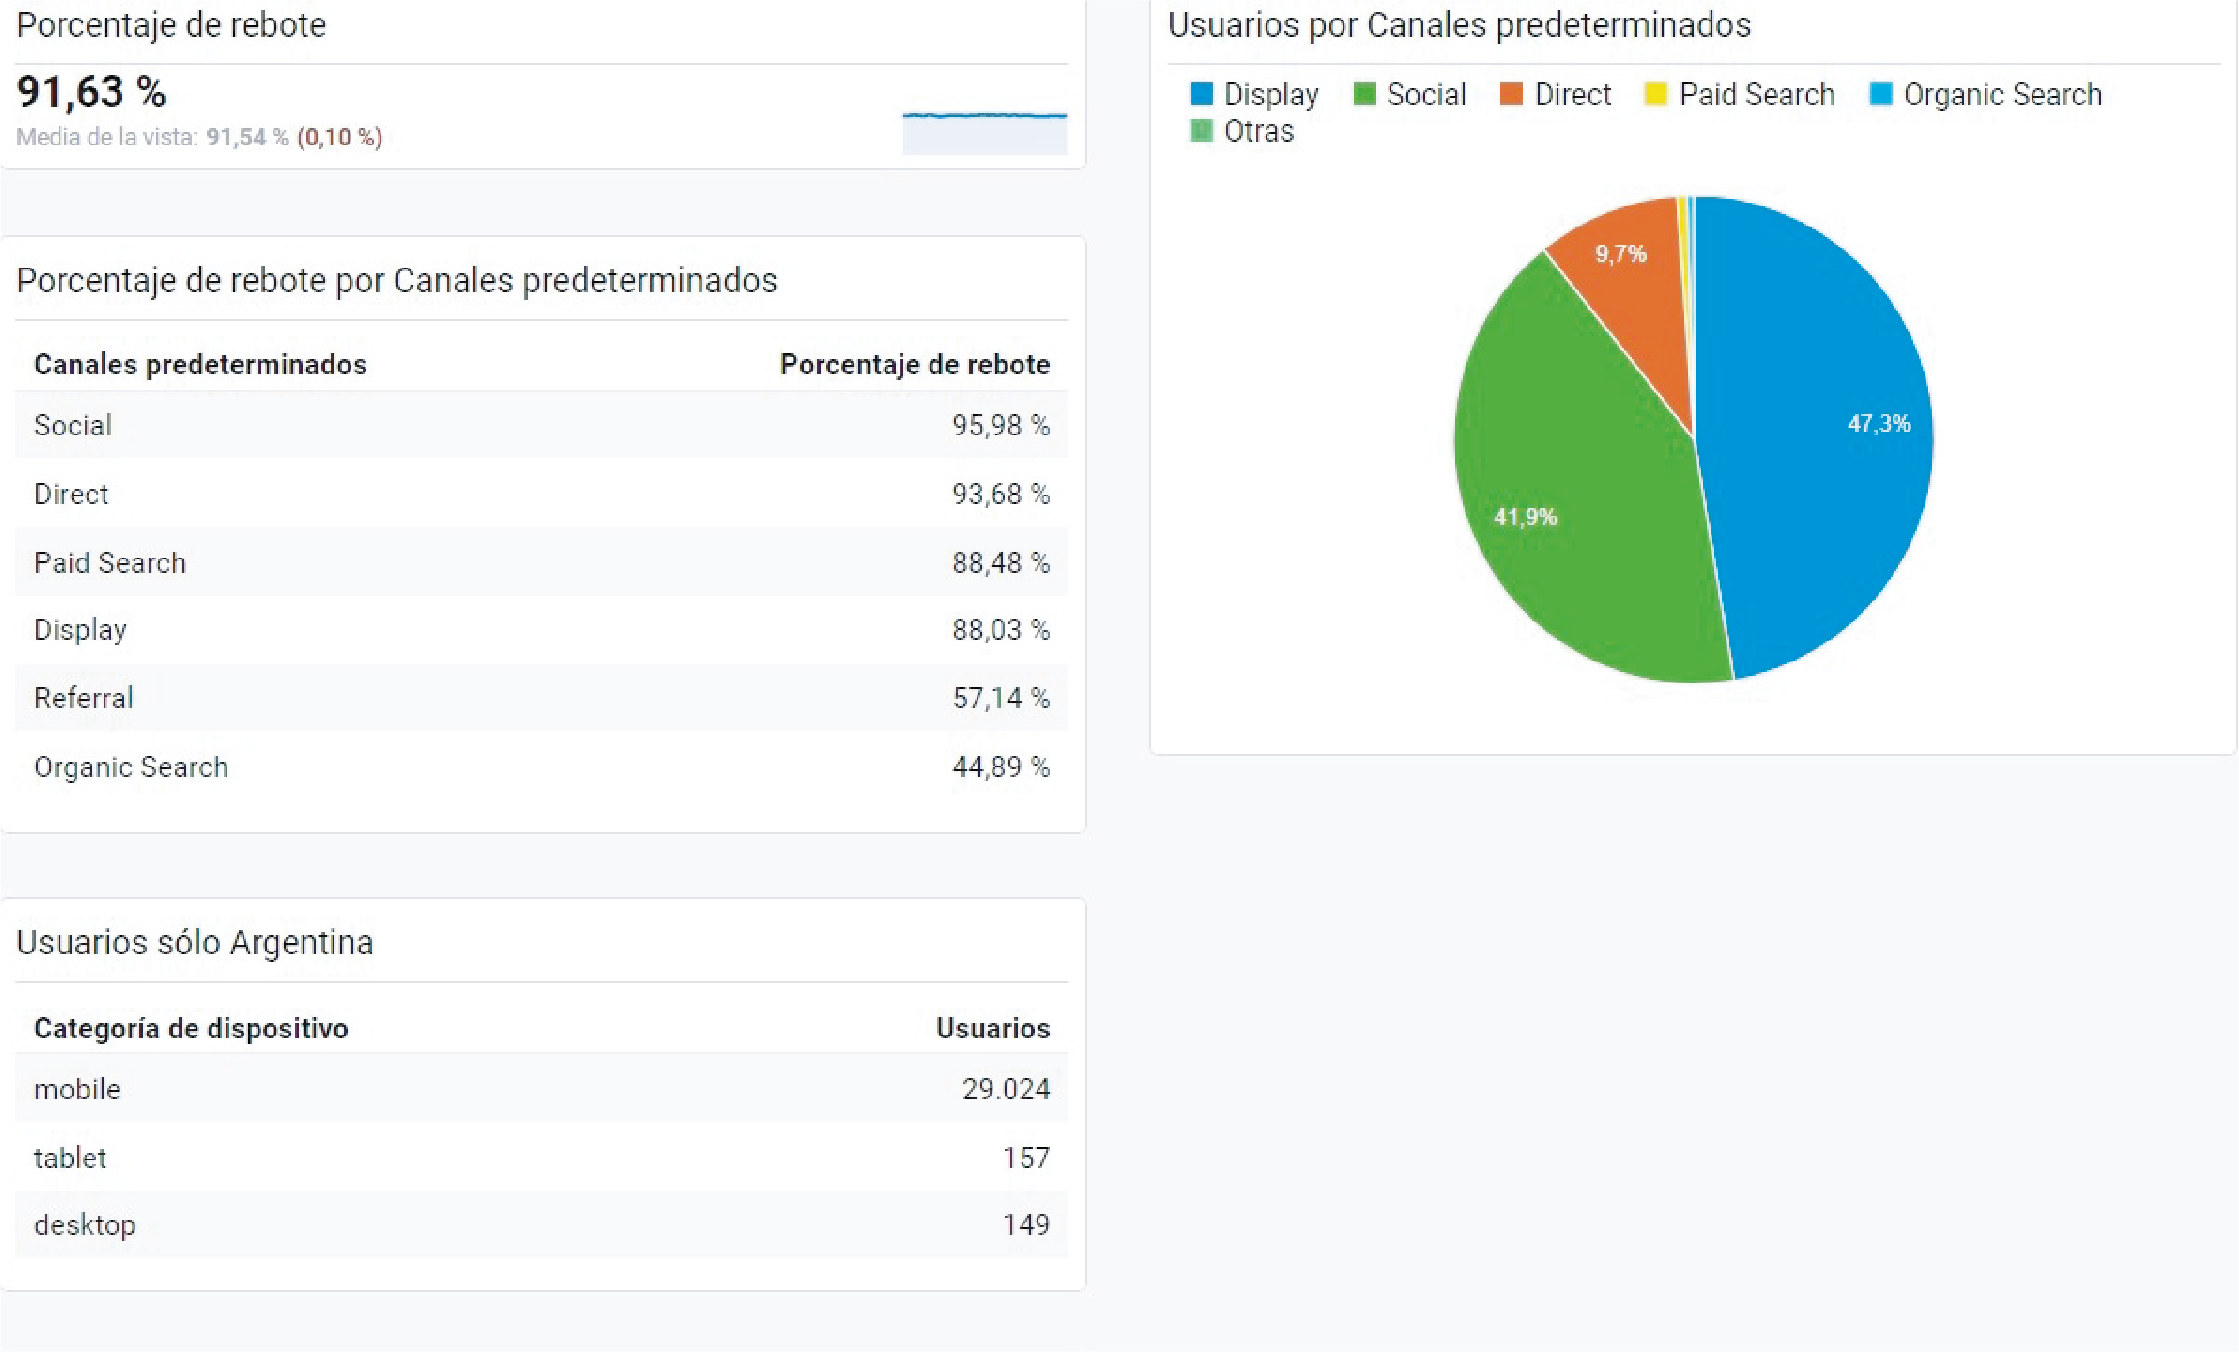 Porcentaje de rebote
91,63 %
Media de la vista: 91,54 % (0,10 %)
Porcentaje de rebote por Canales predeterminados
Canales predeterminados Porcentaje de rebote
Social 95,98 %
Direct 93,68 %
Paid Search 88,48 %
Display 88,03 %
Referral 57,14 %
Organic Search 44,89 %
Usuarios sólo Argentina
Categoría de dispositivo Usuarios
mobile 29.024
tablet 157
desktop 149
Usuarios por Canales predeterminados
Display Social Direct Paid Search Organic Search
Otras
9,7%
47,3%
41,9%